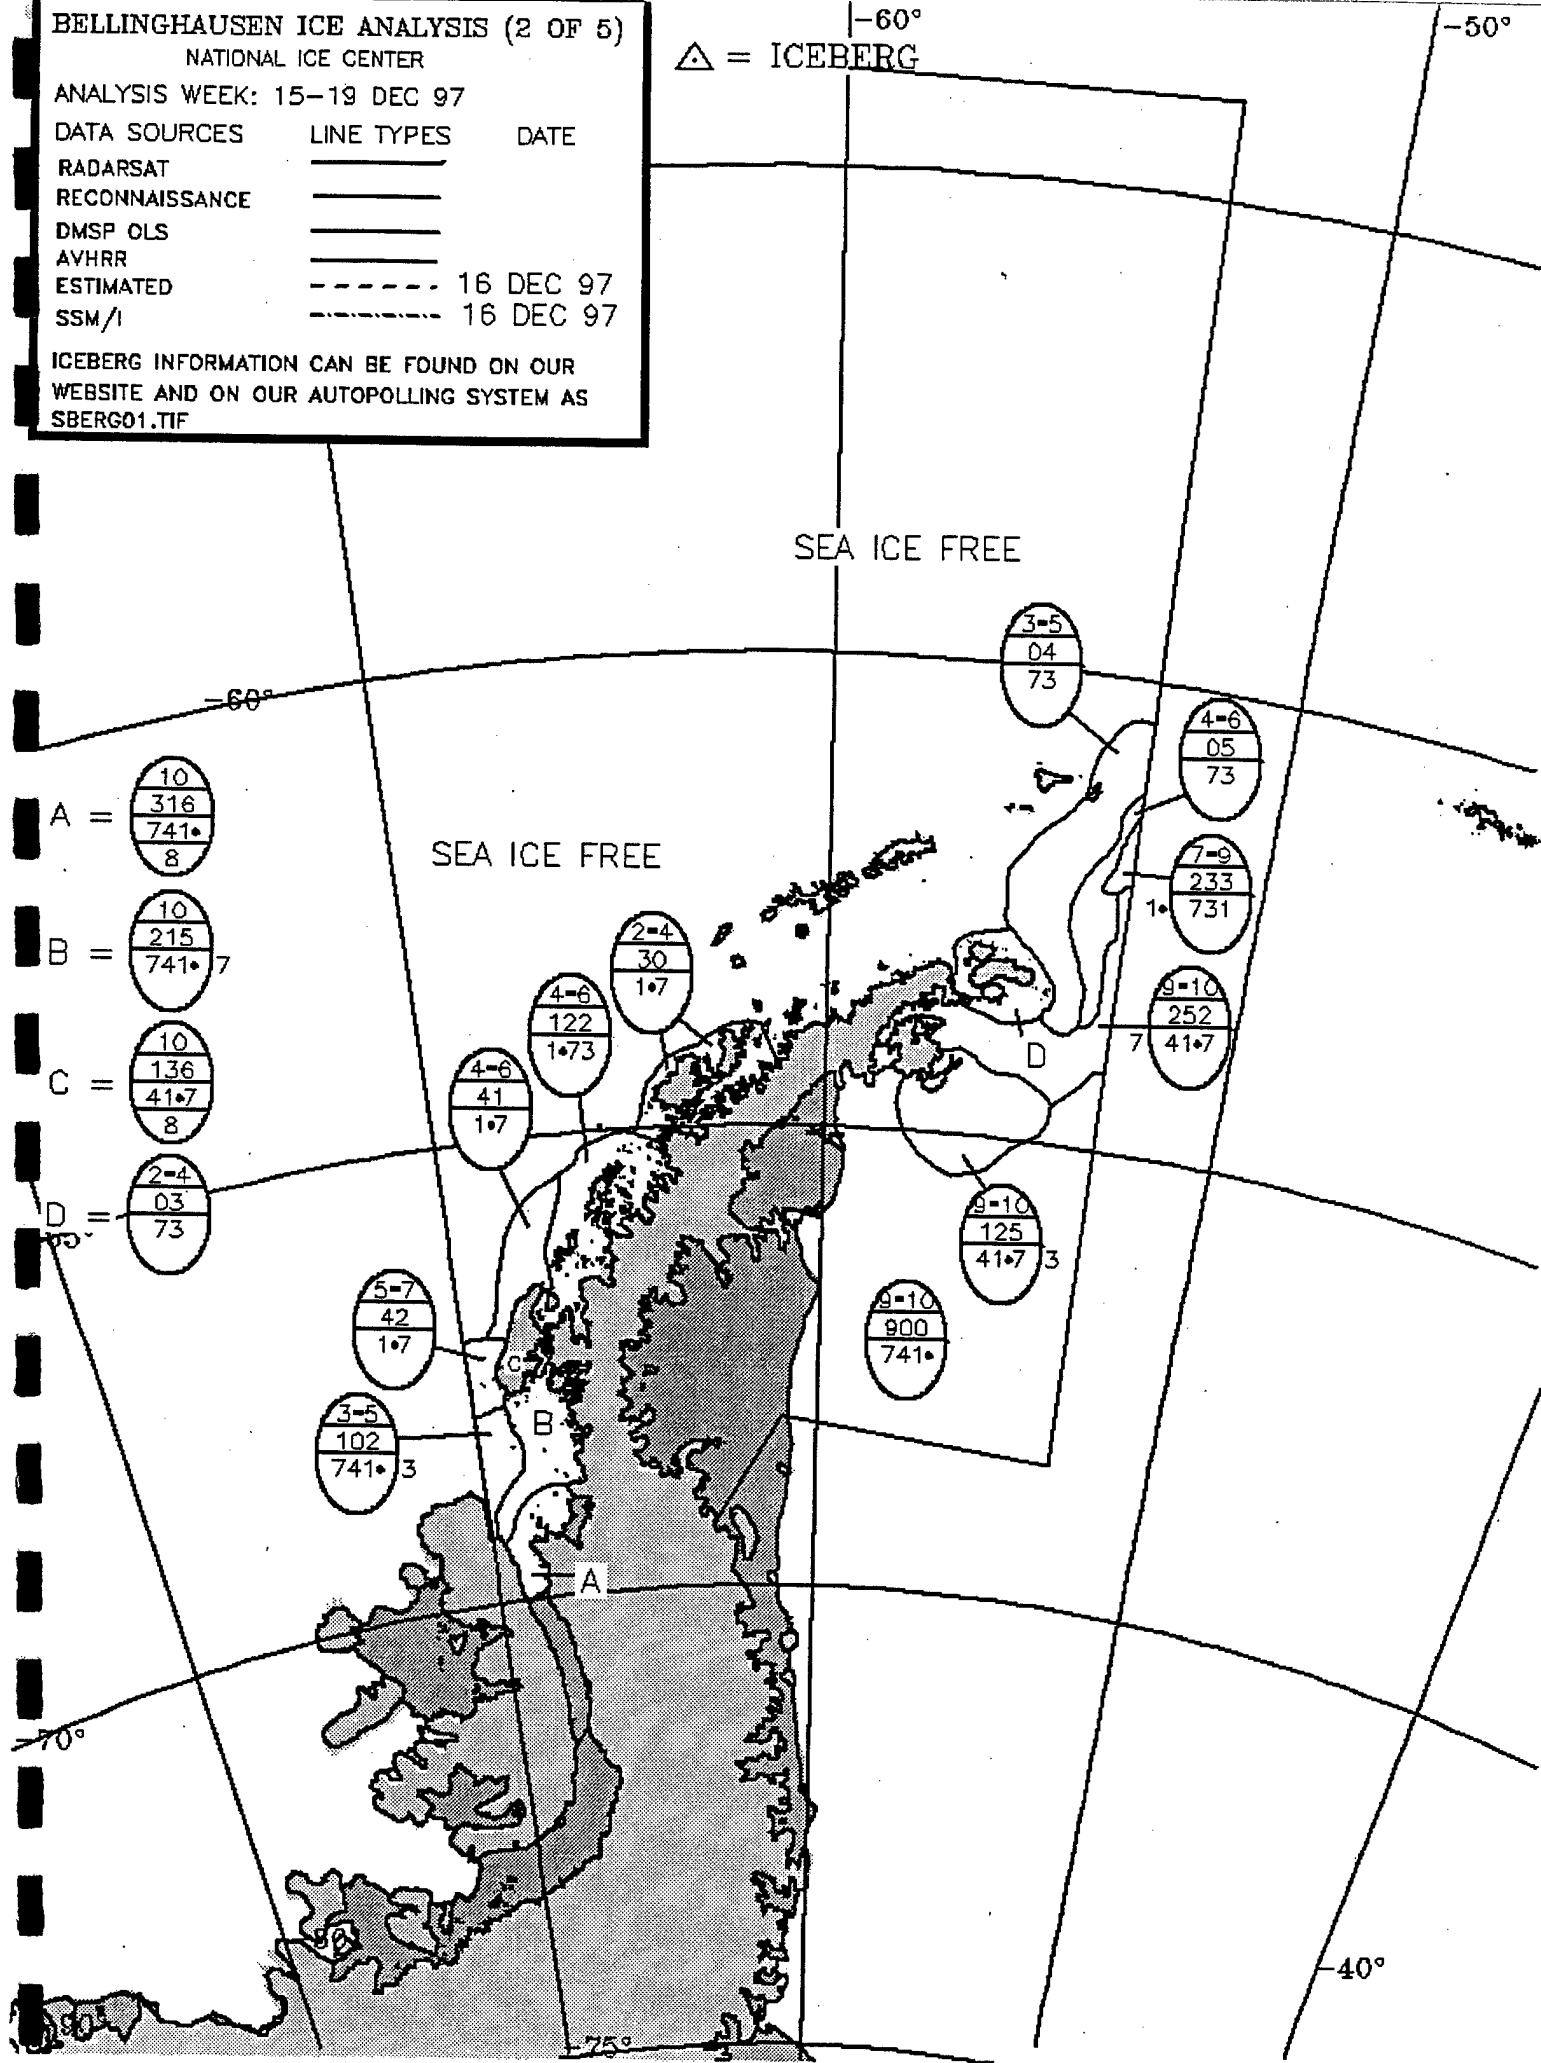 BELLINGHAUSEN ICE ANALYSIS (2 OF 5)
NATIONAL ICE CENTER
ANALYSIS WEEK: 15-19 DEC 97
DATA SOURCES LINE TYPES DATE
RADARSAT
RECONNAISSANCE
DMSP OLS
AVHRR
ESTIMATED 16 DEC 97
SSM/I 16 DEC 97
ICEBERG INFORMATION CAN BE FOUND ON OUR
WEBSITE AND ON OUR AUTOPOLLING SYSTEM AS
SBERG01.TIF
△ = ICEBERG
-60°
-50°
SEA ICE FREE
3-5
04
73
-60°
4-6
05
73
A =
10
316
741•
8
SEA ICE FREE
7-9
233
731
1•
B =
10
215
741•
7
2-4
30
1•7
4-6
122
1•73
9-10
252
41•7
7
D
C =
10
136
41•7
8
4-6
41
1•7
D =
2-4
03
73
9-10
125
41•7
3
5-7
42
1•7
9-10
900
741•
C
B
3-5
102
741•
3
A
-70°
-40°
-75°